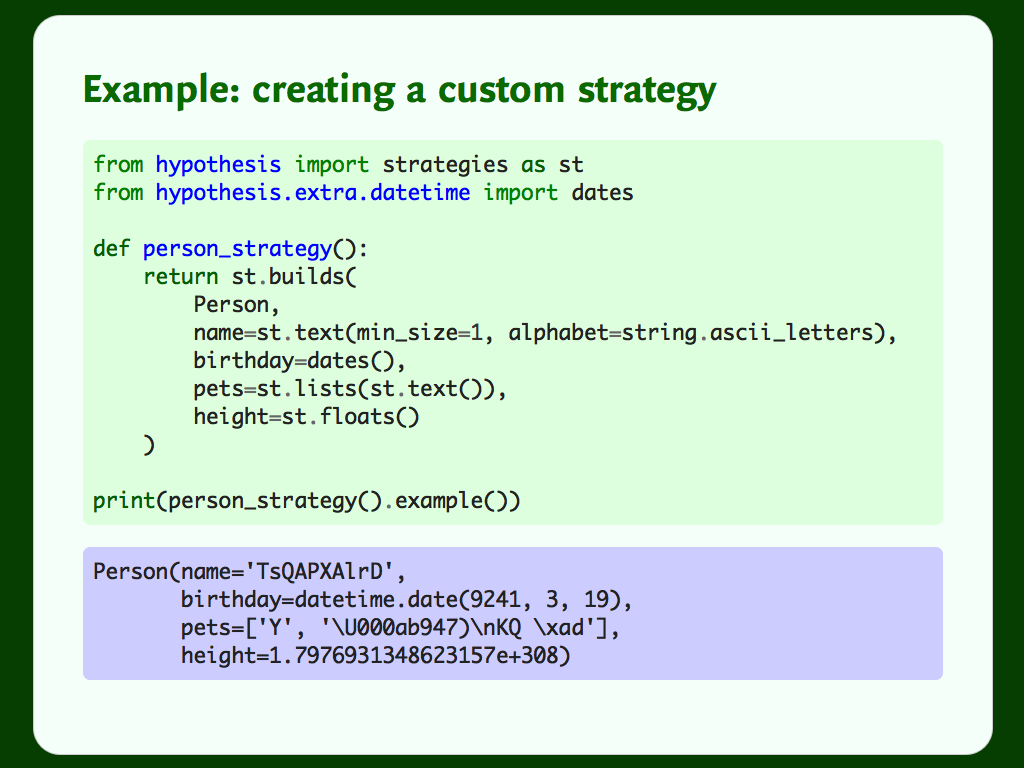 Example: creating a custom strategy
from hypothesis import strategies as st
from hypothesis.extra.datetime import dates
def person_strategy():
    return st.builds(
        Person,
        name=st.text(min_size=1, alphabet=string.ascii_letters),
        birthday=dates(),
        pets=st.lists(st.text()),
        height=st.floats()
    )
print(person_strategy().example())
Person(name='TsQAPXAlrD',
       birthday=datetime.date(9241, 3, 19),
       pets=['Y', '\U000ab947)\nKQ \xad'],
       height=1.7976931348623157e+308)